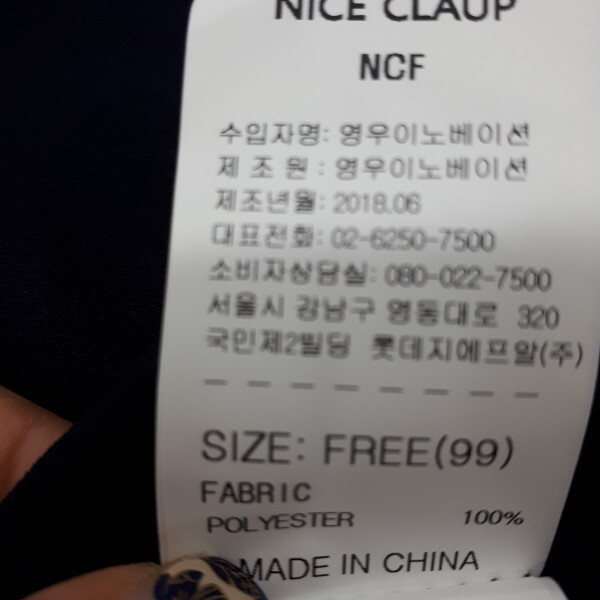 NICE CLAUP
NCF
수입자명: 영우이노베이션
제 조 원 : 영우이노베이션
제조년월: 2018.06
대표전화: 02-6250-7500
소비자상담실: 080-022-7500
서울시 강남구 영동대로 320
국민제2빌딩 롯데지에프알(주)
SIZE: FREE(99)
FABRIC
POLYESTER 100%
MADE IN CHINA